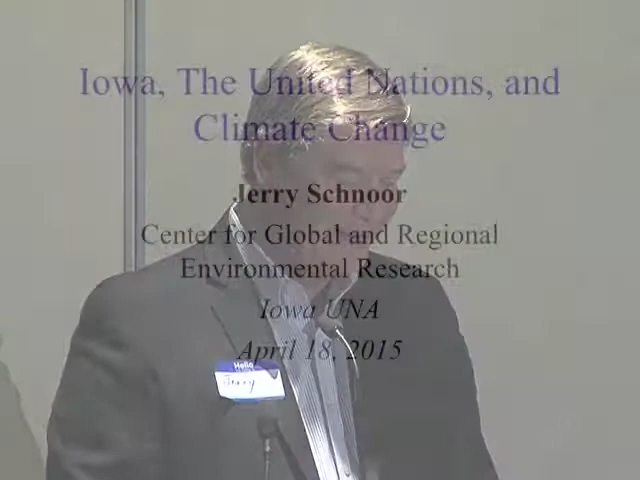 Iowa, The United Nations, and
Climate Change
Jerry Schnoor
Center for Global and Regional
Environmental Research
Iowa UNA
April 18, 2015
Hello
Jerry